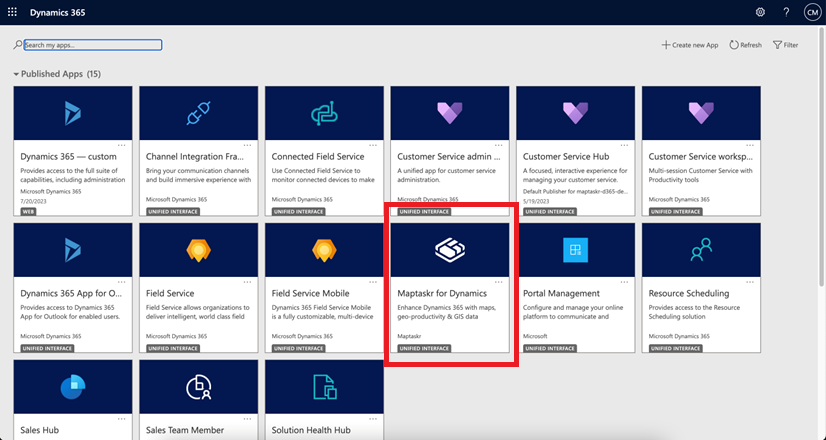 Dynamics 365
?
CM
Search my apps...
Create new App
Refresh
Filter
Published Apps (15)
Dynamics 365 — custom
Provides access to the full suite of
capabilities, including administration
Microsoft Dynamics 365
7/20/2023
WEB
Channel Integration Fra...
Bring your communication channels
and build immersive experience with
Microsoft Dynamics 365
UNIFIED INTERFACE
Connected Field Service
Use Connected Field Service to
monitor connected devices to make
Microsoft Dynamics 365
UNIFIED INTERFACE
Customer Service admin ...
A unified app for customer service
administration.
Microsoft Dynamics 365
UNIFIED INTERFACE
Customer Service Hub
A focused, interactive experience for
managing your customer service.
Default Publisher for maptaskr-d365-de...
5/19/2023
UNIFIED INTERFACE
Customer Service worksp...
Multi-session Customer Service with
Productivity tools
Microsoft Dynamics 365
UNIFIED INTERFACE
Dynamics 365 App for O...
Provides access to Dynamics 365
App for Outlook for enabled users.
Microsoft Dynamics 365
UNIFIED INTERFACE
Field Service
Field Service allows organizations to
deliver intelligent, world class field
Microsoft Dynamics 365
UNIFIED INTERFACE
Field Service Mobile
Dynamics 365 Field Service Mobile
is a fully customizable, multi-device
Microsoft Dynamics 365
UNIFIED INTERFACE
Maptaskr for Dynamics
Enhance Dynamics 365 with maps,
geo-productivity & GIS data
Maptaskr
UNIFIED INTERFACE
Portal Management
Configure and manage your online
platform to communicate and
Microsoft
UNIFIED INTERFACE
Resource Scheduling
Provides access to the Resource
Scheduling solution
Microsoft Dynamics 365
UNIFIED INTERFACE
Sales Hub
Sales Team Member
Solution Health Hub